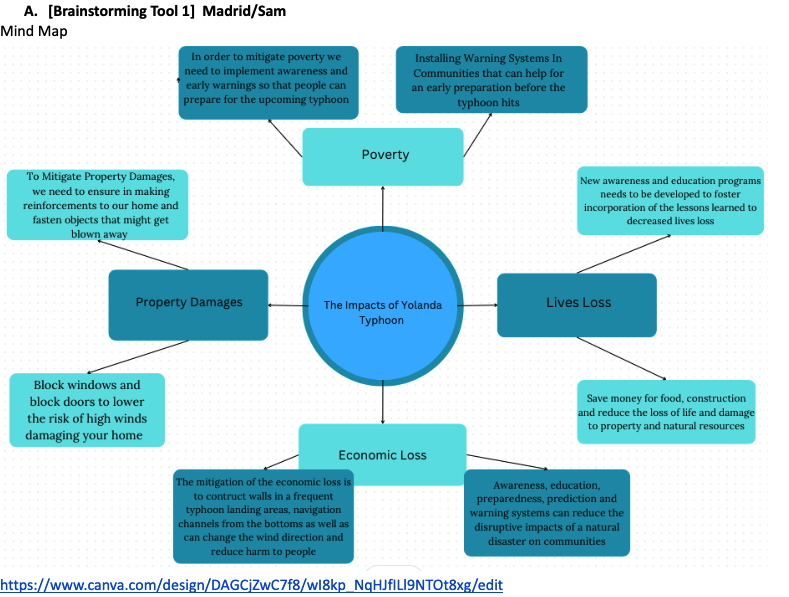 A. [Brainstorming Tool 1] Madrid/Sam
Mind Map
In order to mitigate poverty we
need to implement awareness and
early warnings so that people can
prepare for the upcoming typhoon
Installing Warning Systems In
Communities that can help for
an early preparation before the
typhoon hits
Poverty
To Mitigate Property Damages,
we need to ensure in making
reinforcements to our home and
fasten objects that might get
blown away
New awareness and education programs
needs to be developed to foster
incorporation of the lessons learned to
decreased lives loss
Property Damages
The Impacts of Yolanda
Typhoon
Lives Loss
Block windows and
block doors to lower
the risk of high winds
damaging your home
Save money for food, construction
and reduce the loss of life and damage
to property and natural resources
Economic Loss
The mitigation of the economic loss is
to contruct walls in a frequent
typhoon landing areas, navigation
channels from the bottoms as well as
can change the wind direction and
reduce harm to people
Awareness, education,
preparedness, prediction and
warning systems can reduce the
disruptive impacts of a natural
disaster on communities
https://www.canva.com/design/DAGCjZwC7f8/wI8kp_NqHJfILl9NTOt8xg/edit